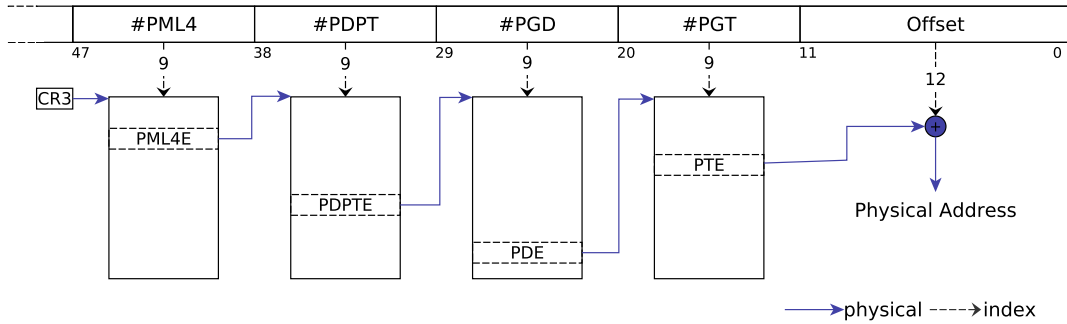 #PML4 #PDPT #PGD #PGT Offset
47 38 29 20 11 0
9 9 9 9 12
CR3
PML4E
PDPTE
PDE
PTE
+
Physical Address
physical index